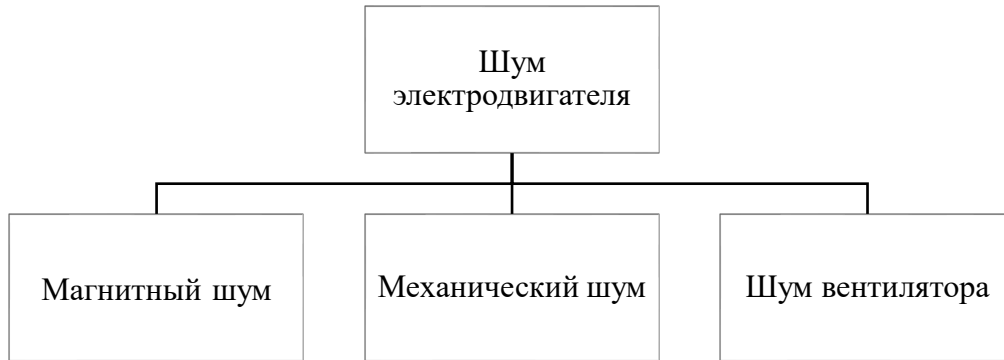 Шум
электродвигателя
Магнитный шум
Механический шум
Шум вентилятора